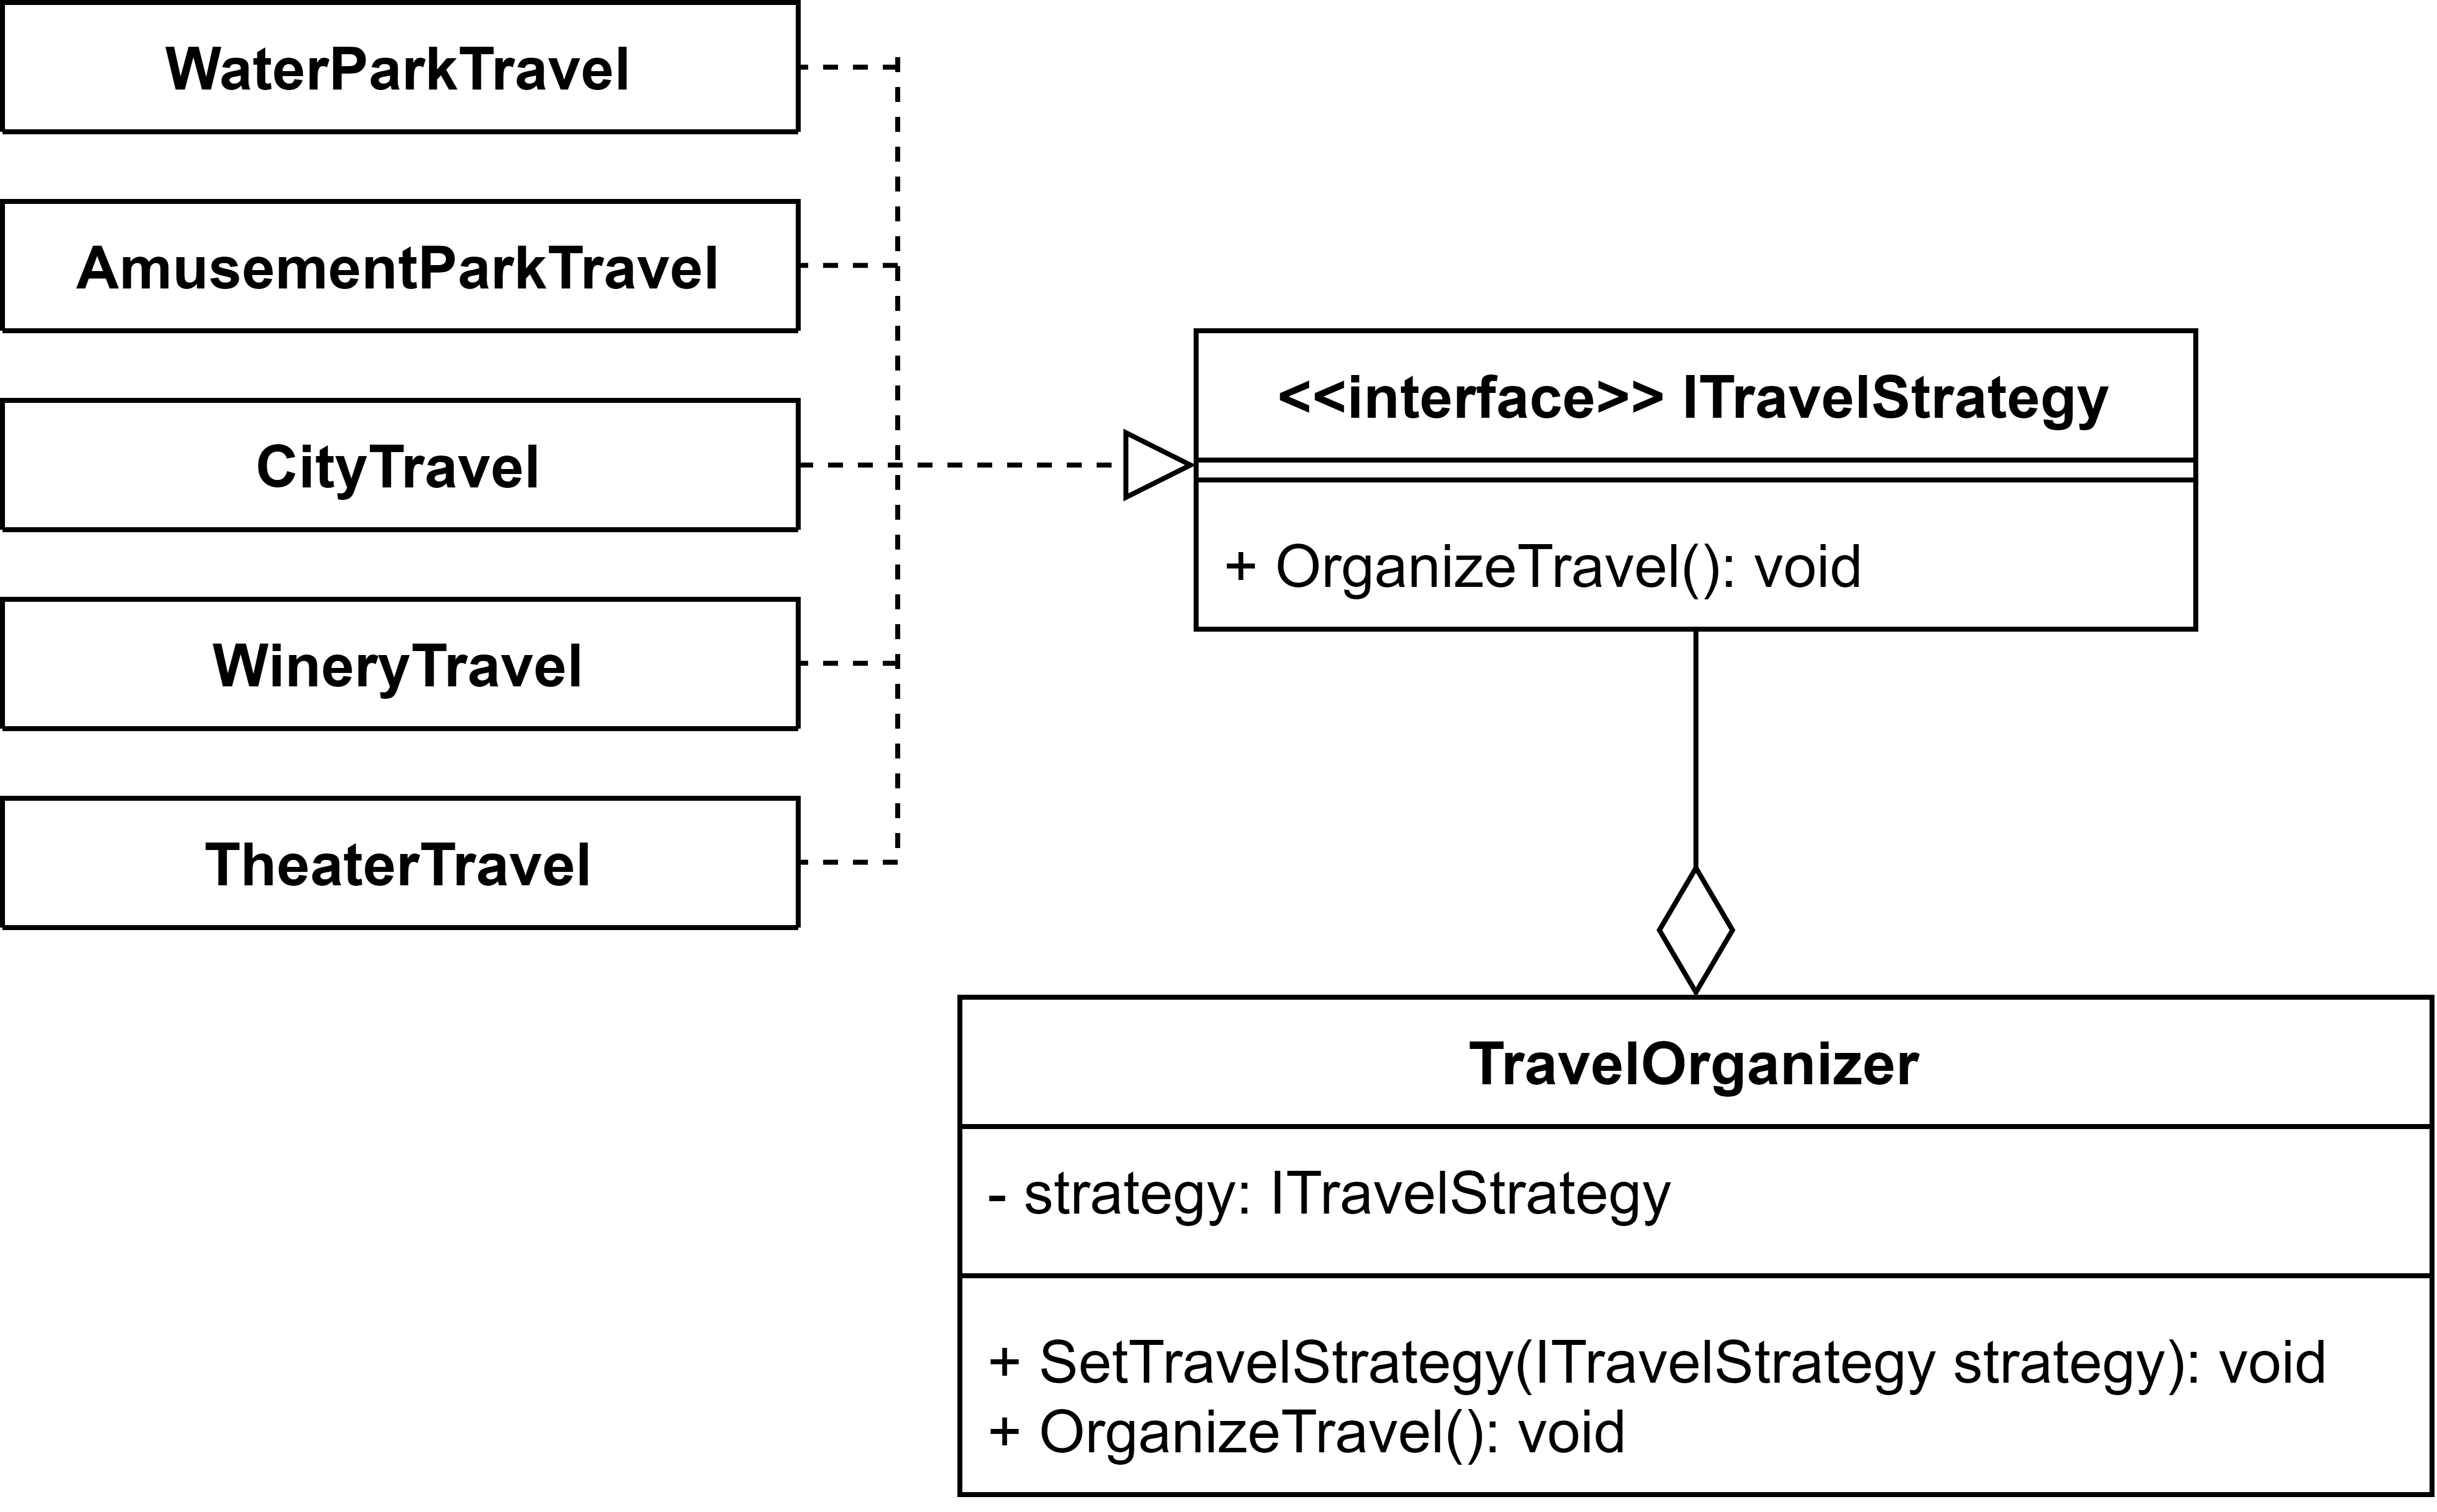 WaterParkTravel
AmusementParkTravel
CityTravel
WineryTravel
TheaterTravel
<<interface>> ITravelStrategy
+ OrganizeTravel(): void
TravelOrganizer
- strategy: ITravelStrategy
+ SetTravelStrategy(ITravelStrategy strategy): void
+ OrganizeTravel(): void